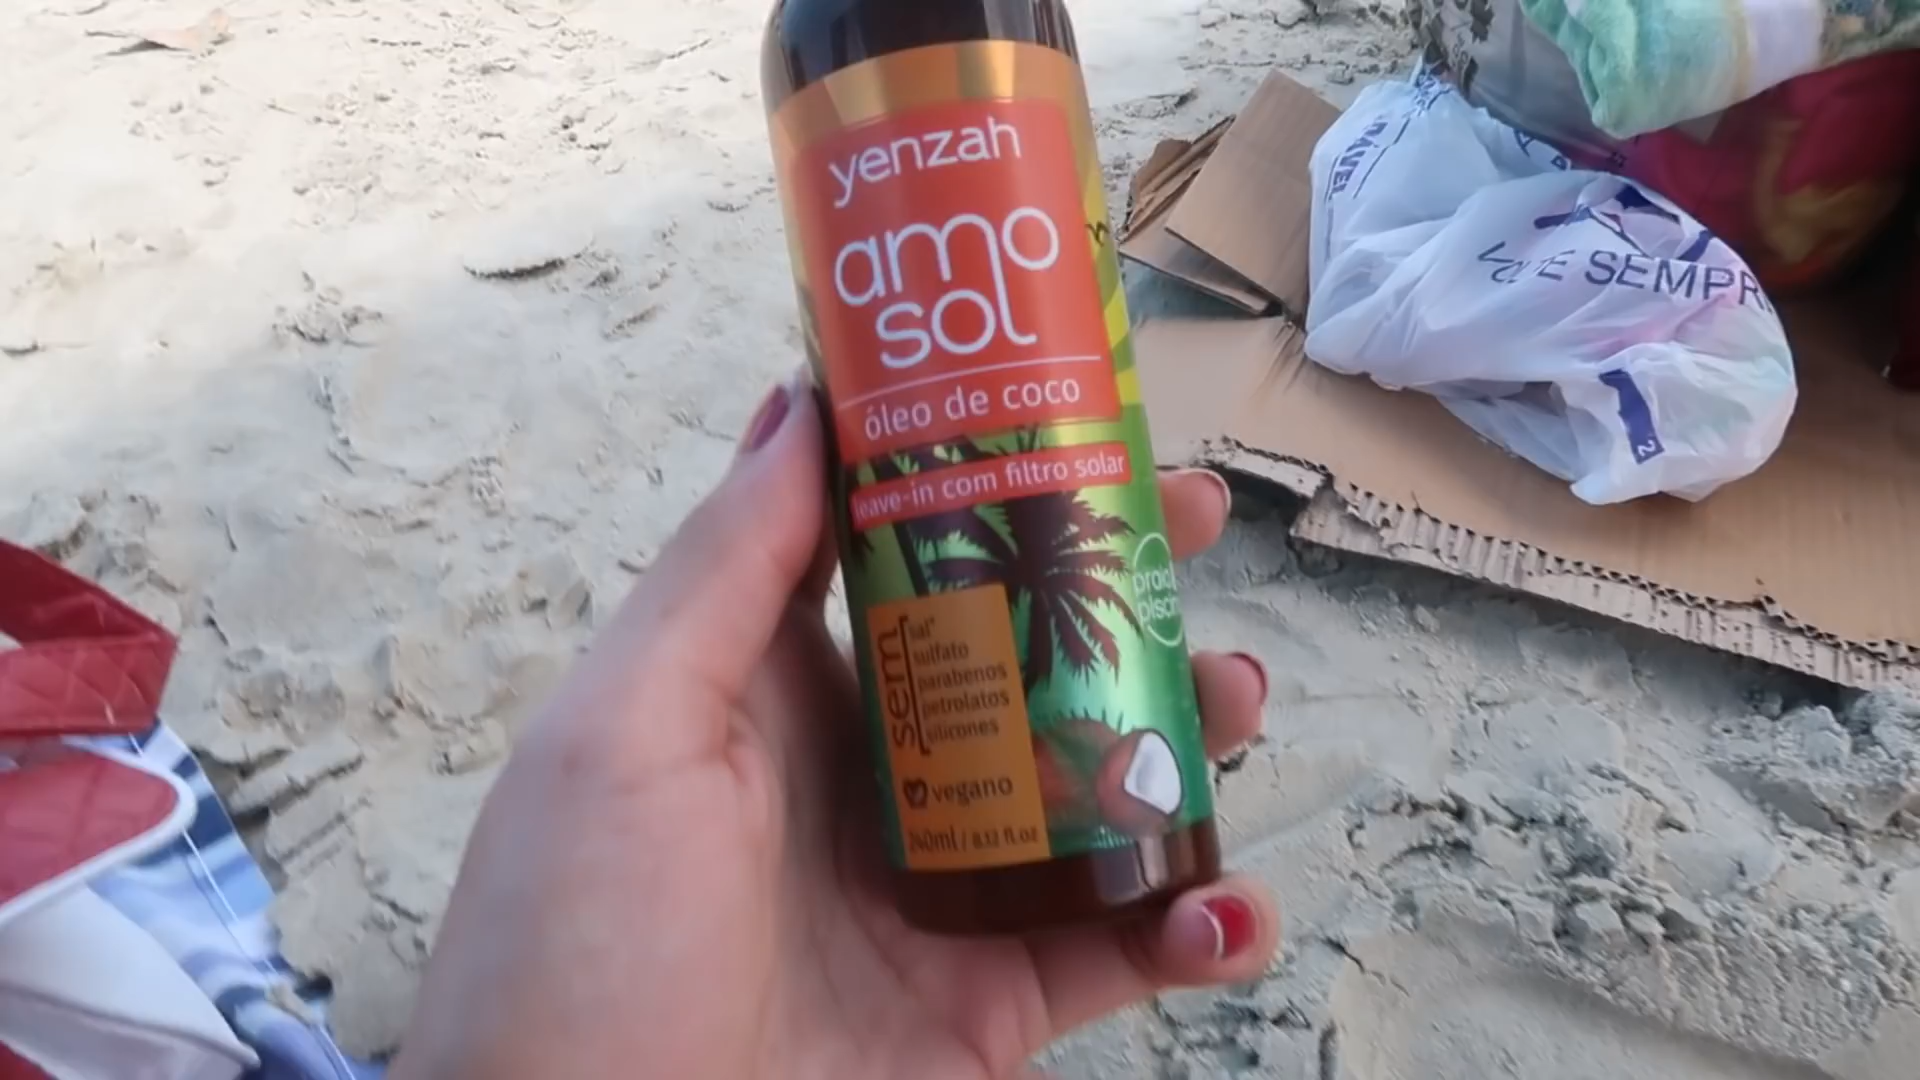 yenzah
amo
sol
óleo de coco
leave-in com filtro solar
sem
sal*
sulfato
parabenos
petrolatos
silicones
vegano
240ml / 8.12 fl.oz
VOLTE SEMPR